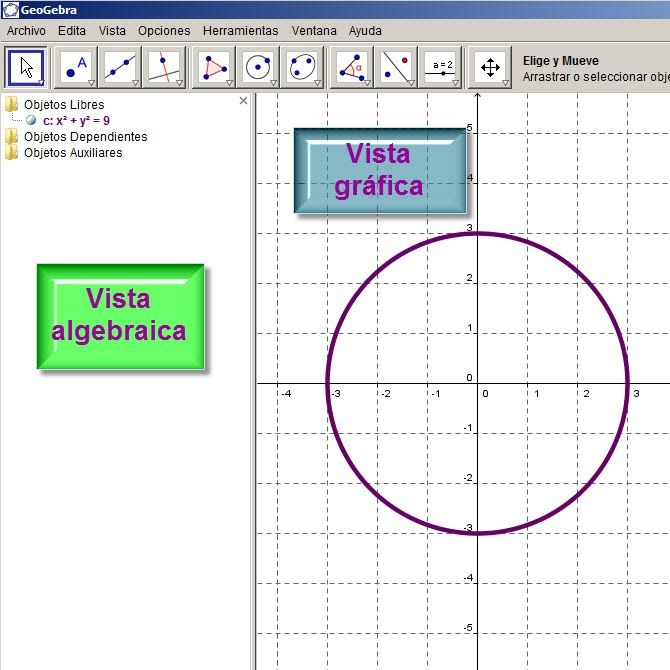 GeoGebra
Archivo Edita Vista Opciones Herramientas Ventana Ayuda
A
a = 2
Elige y Mueve
Arrastrar o seleccionar obje
Objetos Libres
c: x² + y² = 9
Objetos Dependientes
Objetos Auxiliares
Vista
gráfica
Vista
algebraica
5
4
3
2
1
0
-4 -3 -2 -1 0 1 2 3
-1
-2
-3
-4
-5